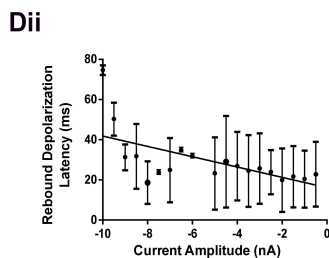 Dii
Rebound Depolarization
Latency (ms)
80
60
40
20
0
-10 -8 -6 -4 -2 0
Current Amplitude (nA)